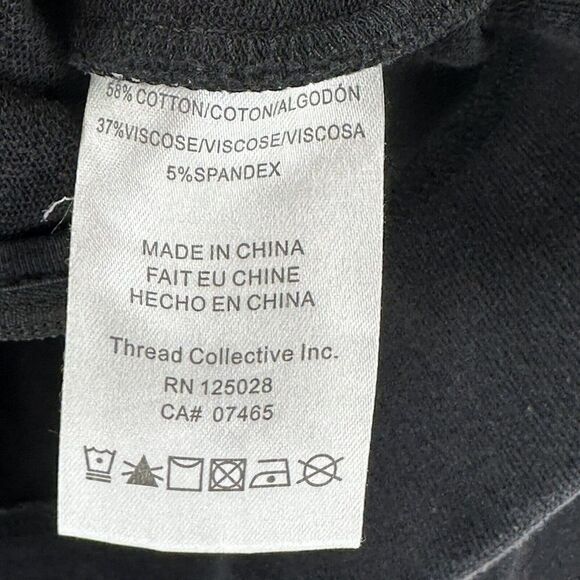 58% COTTON/COTON/ALGODÓN
37%VISCOSE/VISCOSE/VISCOSA
5%SPANDEX
MADE IN CHINA
FAIT EU CHINE
HECHO EN CHINA
Thread Collective Inc.
RN 125028
CA# 07465